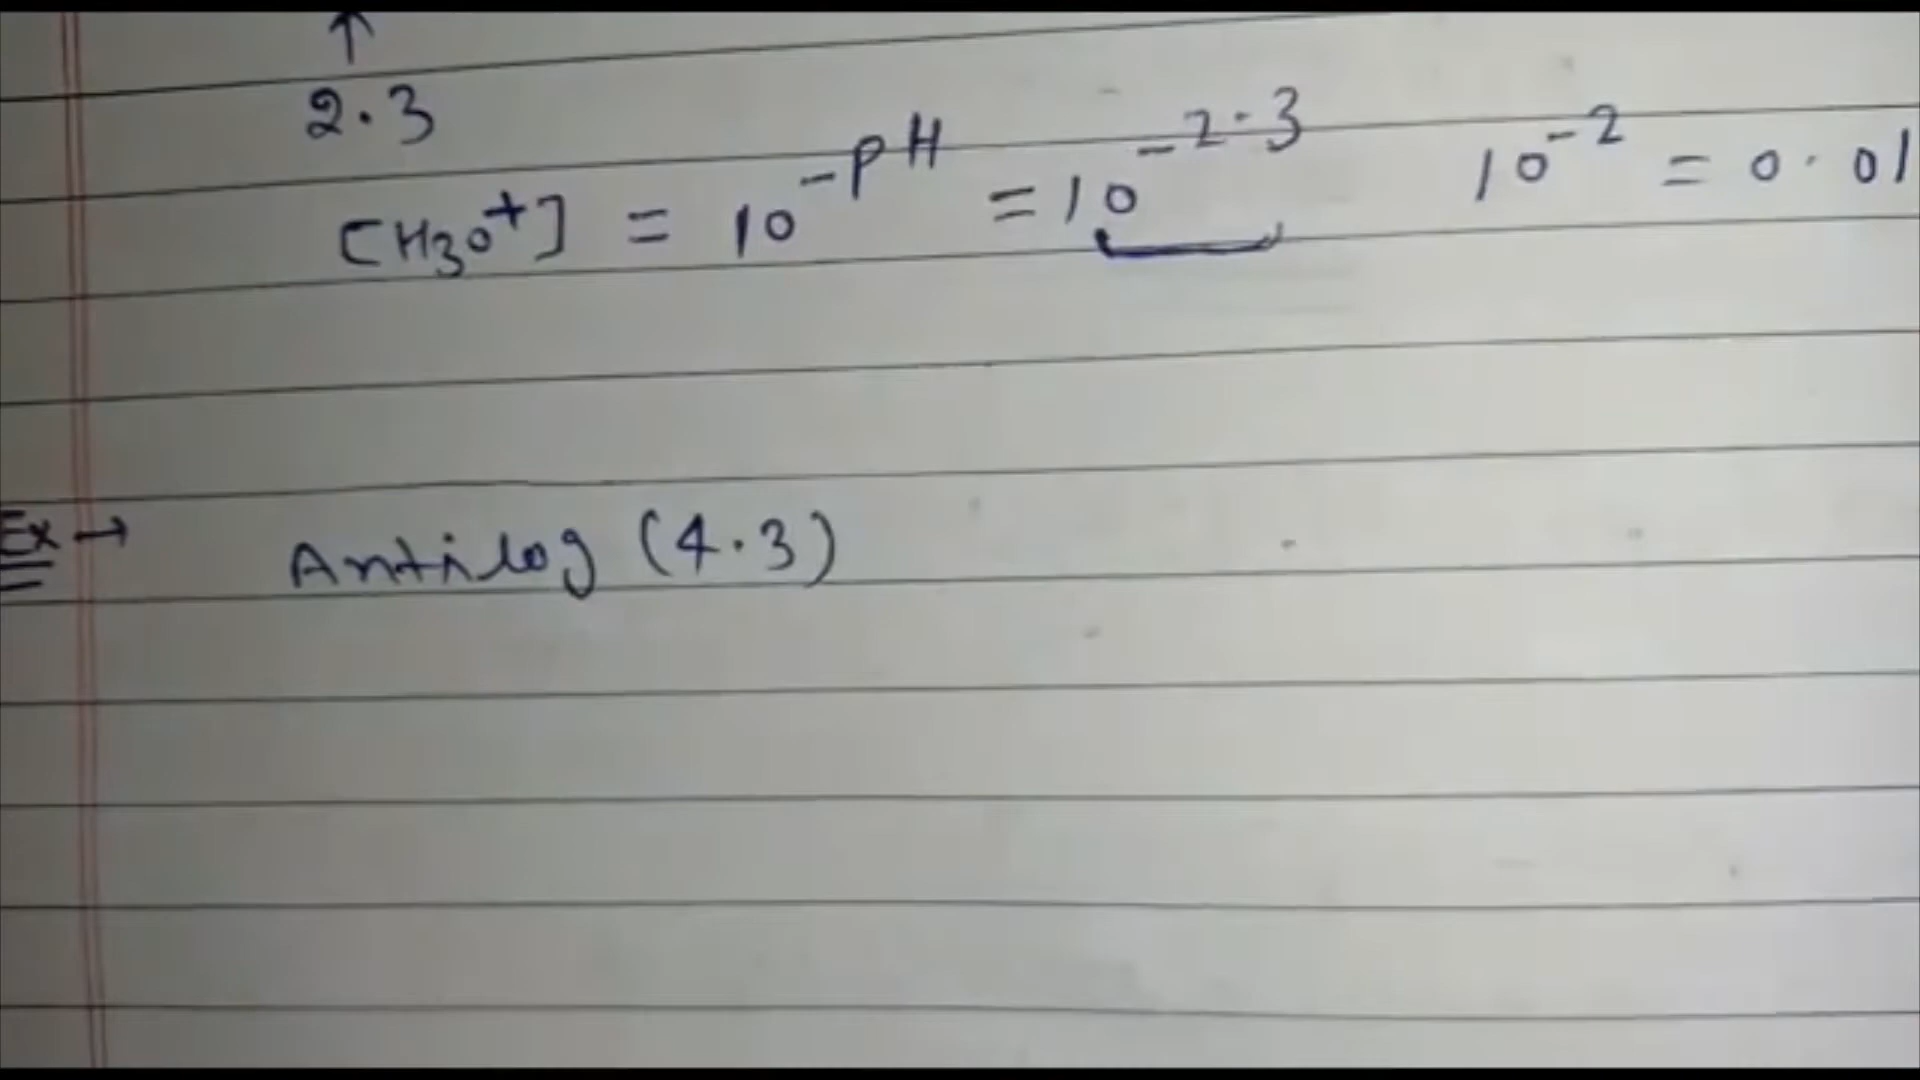 ↑
2.3
[H3O+] = 10^-pH = 10^-2.3 10^-2 = 0.01
Ex → Antilog (4.3)